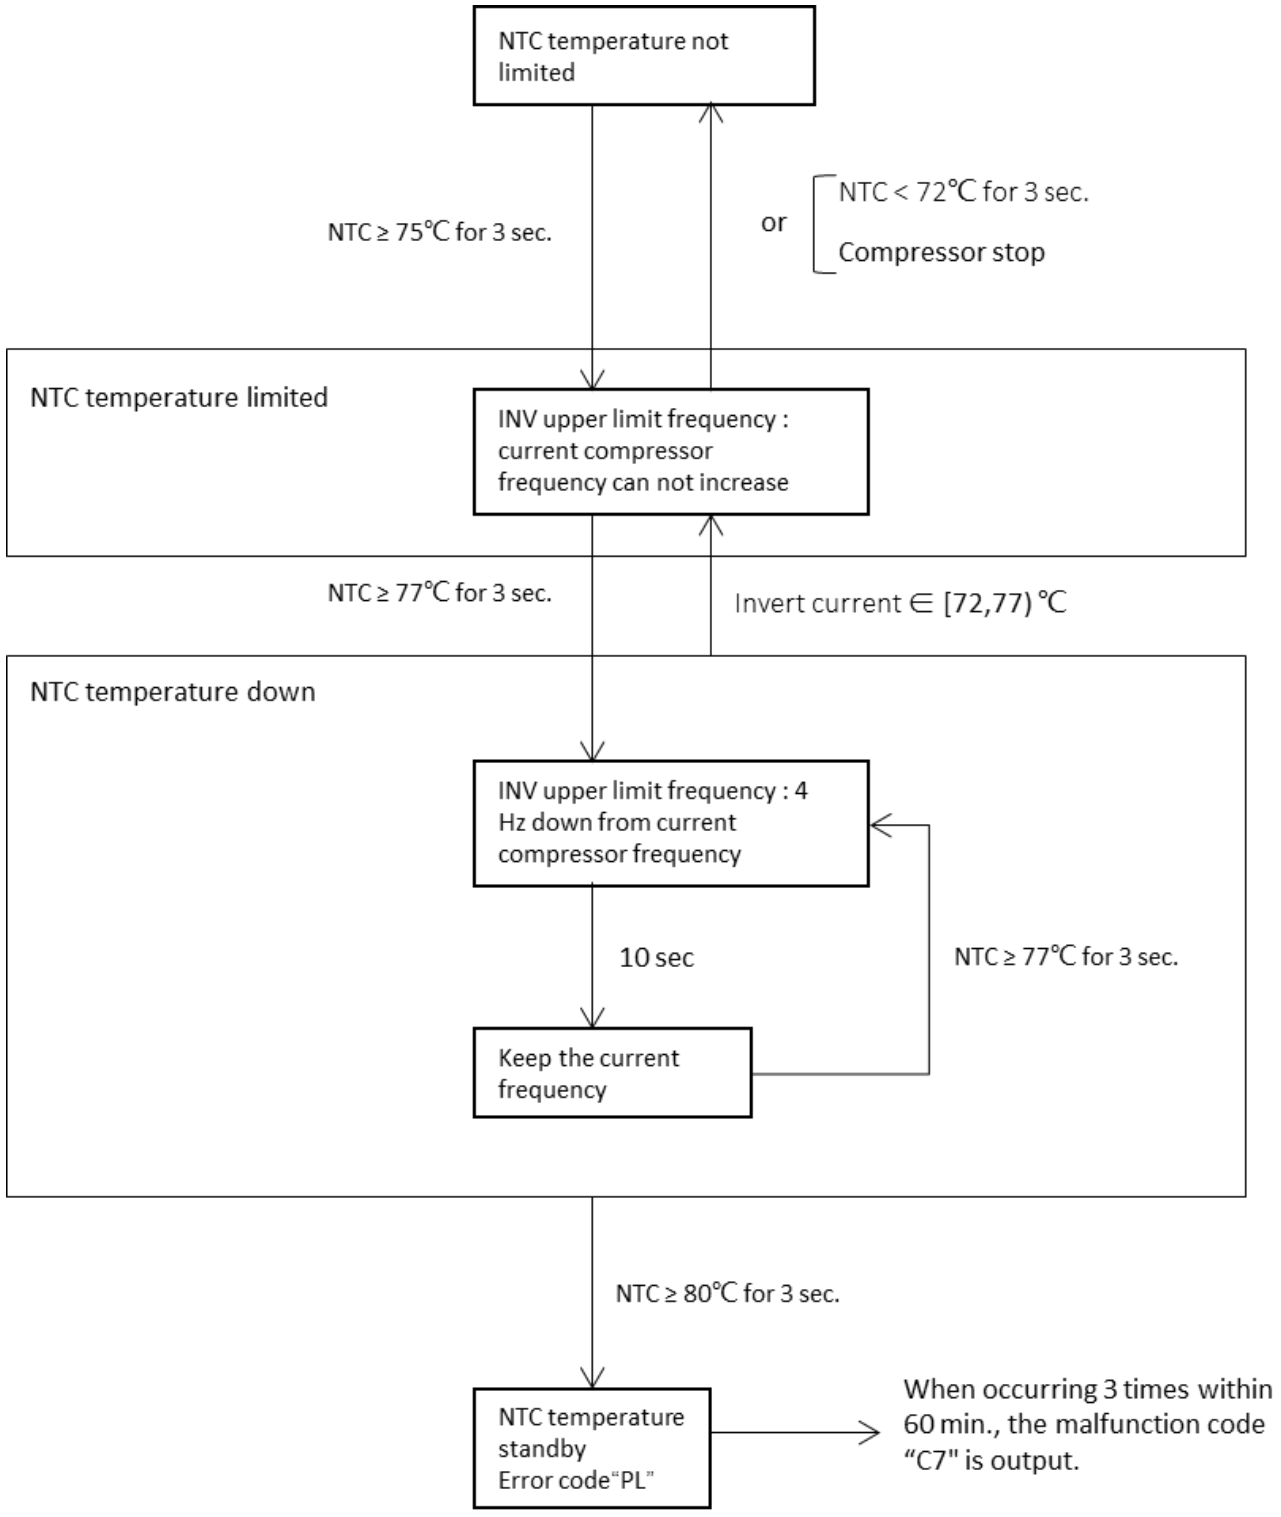 NTC temperature not
limited
NTC ≥ 75℃ for 3 sec.
or
NTC < 72℃ for 3 sec.
Compressor stop
NTC temperature limited
INV upper limit frequency :
current compressor
frequency can not increase
NTC ≥ 77℃ for 3 sec.
Invert current ∈ [72,77) ℃
NTC temperature down
INV upper limit frequency : 4
Hz down from current
compressor frequency
10 sec
NTC ≥ 77℃ for 3 sec.
Keep the current
frequency
NTC ≥ 80℃ for 3 sec.
NTC temperature
standby
Error code“PL”
When occurring 3 times within
60 min., the malfunction code
“C7" is output.